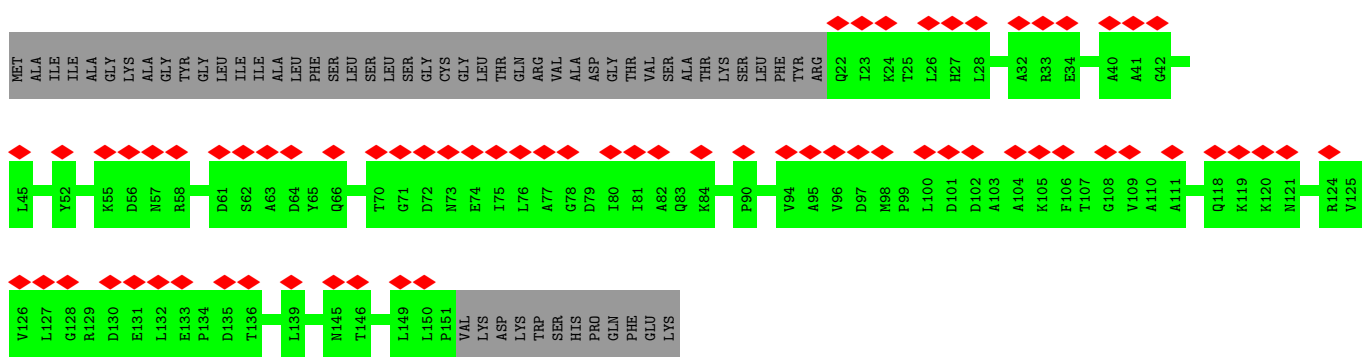 MET ALA ILE ILE ALA GLY LYS ALA GLY TYR GLY LEU ILE ILE ALA LEU PHE SER LEU SER LEU SER GLY CYS GLY LEU THR GLN ARG VAL ALA ASP GLY THR VAL SER ALA THR LYS SER LEU PHE TYR ARG Q22 I23 K24 T25 L26 H27 L28 A32 R33 E34 A40 A41 G42
L45 Y52 K55 D56 N57 R58 D61 S62 A63 D64 Y65 Q66 T70 G71 D72 N73 E74 I75 L76 A77 G78 D79 I80 I81 A82 Q83 K84 P90 V94 A95 V96 D97 M98 P99 L100 D101 D102 A103 A104 K105 F106 T107 G108 V109 A110 A111 Q118 K119 K120 N121 R124 V125
V126 L127 G128 R129 D130 E131 L132 E133 P134 D135 T136 L139 N145 T146 L149 L150 P151 VAL LYS ASP LYS TRP SER HIS PRO GLN PHE GLU LYS